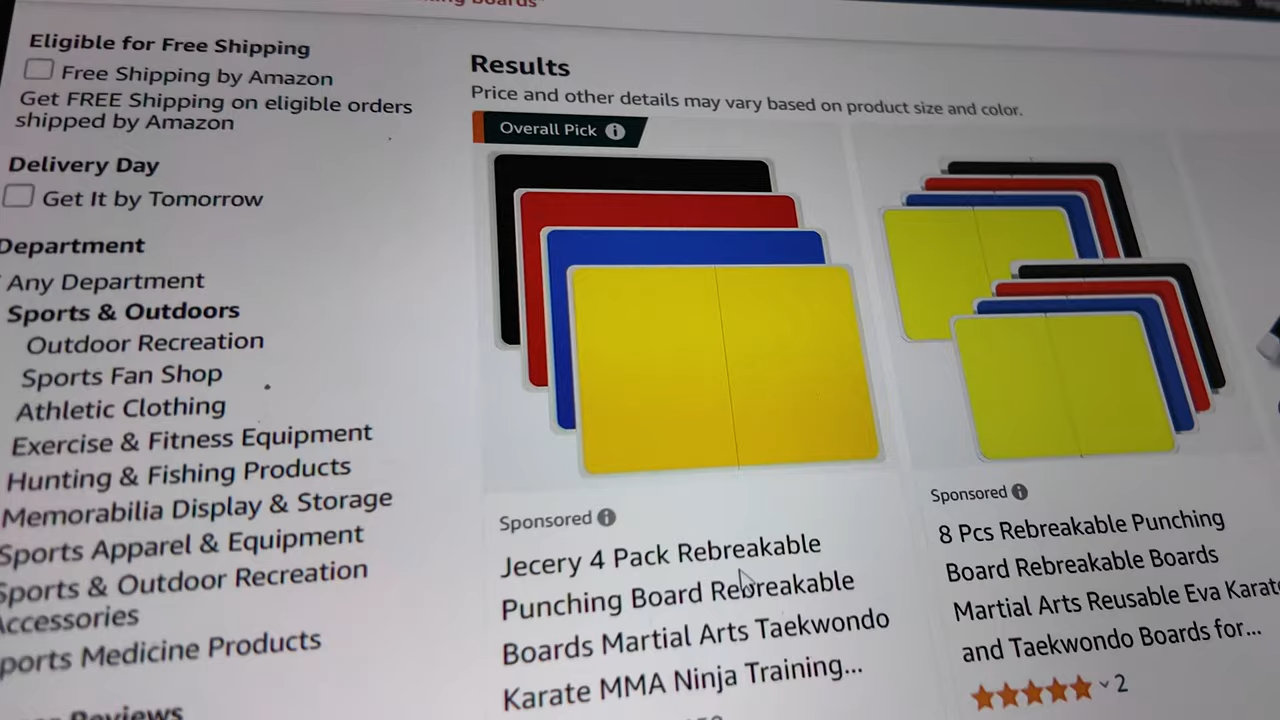 ing boards"
Eligible for Free Shipping
Free Shipping by Amazon
Get FREE Shipping on eligible orders
shipped by Amazon
Delivery Day
Get It by Tomorrow
Department
Any Department
Sports & Outdoors
Outdoor Recreation
Sports Fan Shop
Athletic Clothing
Exercise & Fitness Equipment
Hunting & Fishing Products
Memorabilia Display & Storage
Sports Apparel & Equipment
Sports & Outdoor Recreation
Accessories
ports Medicine Products
Reviews
Results
Price and other details may vary based on product size and color.
Overall Pick
Sponsored
Jecery 4 Pack Rebreakable
Punching Board Rebreakable
Boards Martial Arts Taekwondo
Karate MMA Ninja Training...
Sponsored
8 Pcs Rebreakable Punching
Board Rebreakable Boards
Martial Arts Reusable Eva Karate
and Taekwondo Boards for...
2